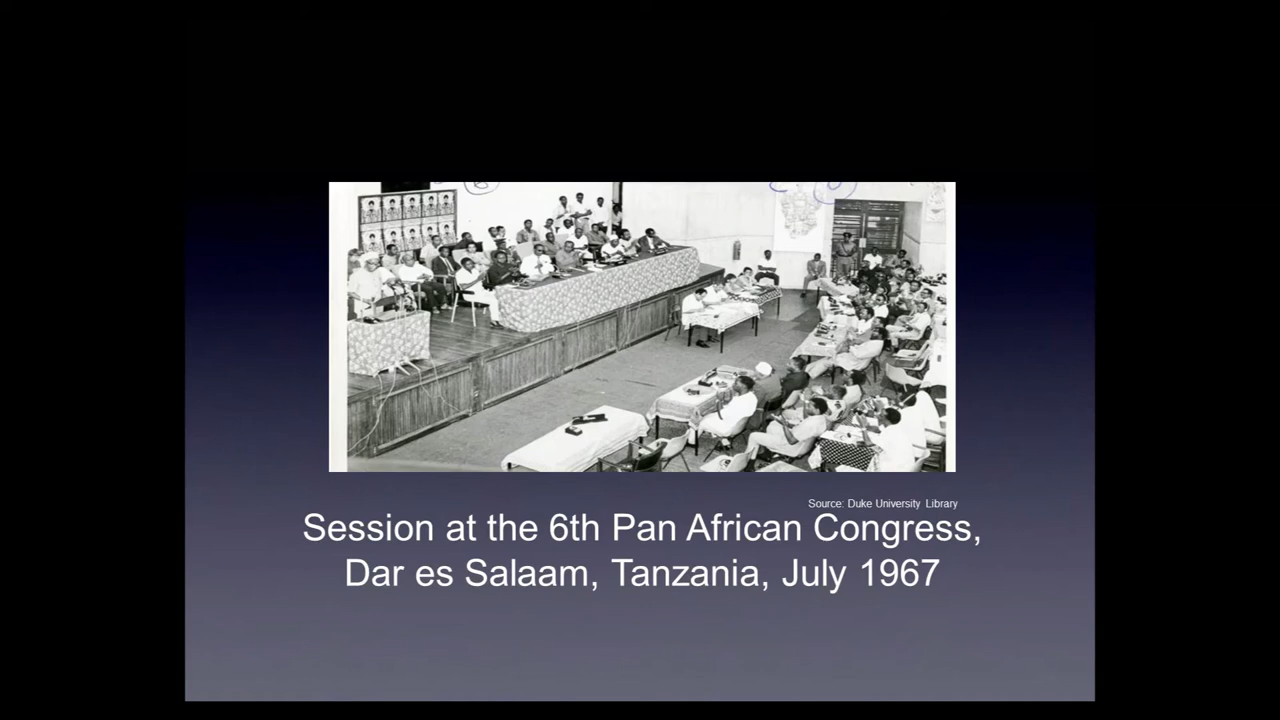 Source: Duke University Library
Session at the 6th Pan African Congress,
Dar es Salaam, Tanzania, July 1967